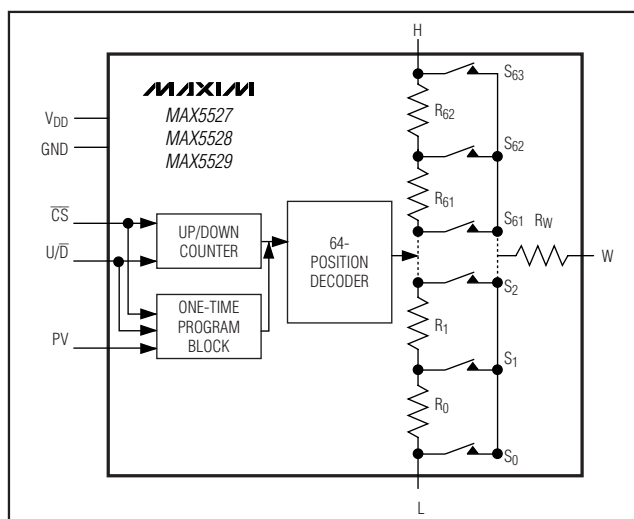 H
MAXIM
MAX5527
MAX5528
MAX5529
VDD
GND
CS
U/D
PV
UP/DOWN
COUNTER
ONE-TIME
PROGRAM
BLOCK
64-
POSITION
DECODER
S63
R62
S62
R61
S61
RW
W
S2
R1
S1
R0
S0
L